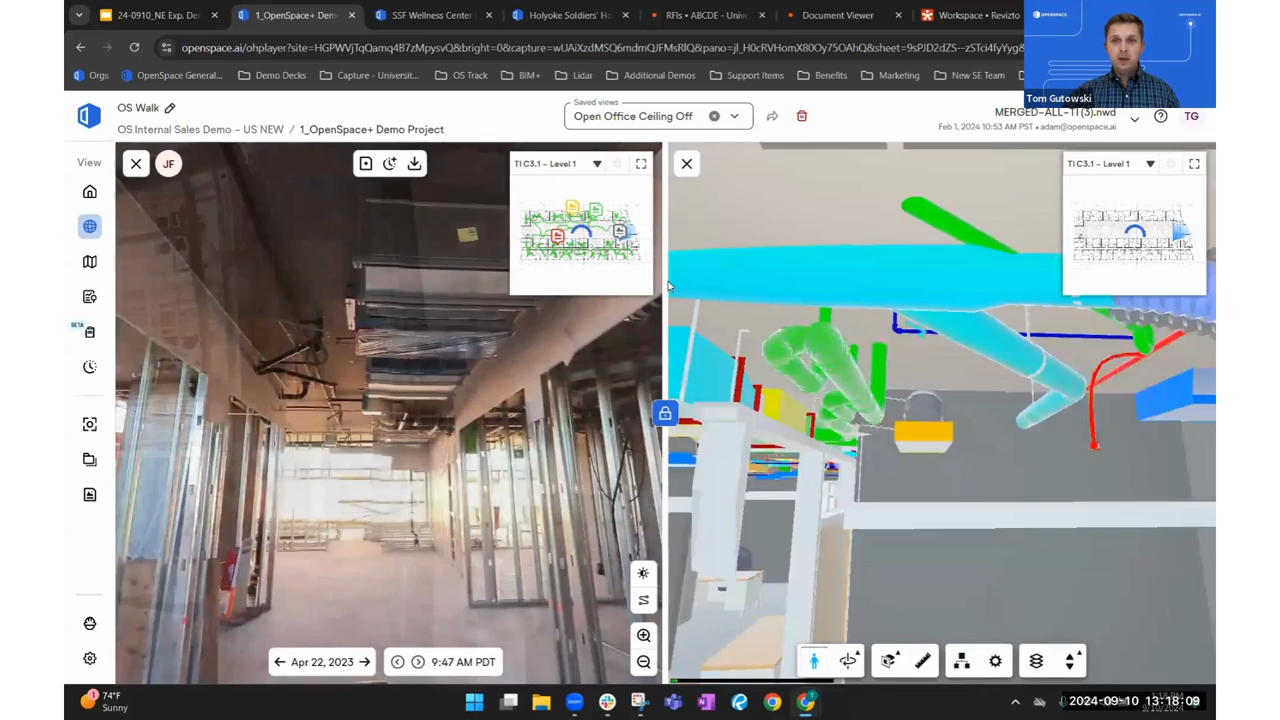 24-0910_NE Exp. De
1_OpenSpace+ Dem
SSF Wellness Center
Holyoke Soldiers' Ho
RFIs • ABCDE - Univ
Document Viewer
Workspace • Revizto
OPENSPACE
openspace.ai/ohplayer?site=HGPWVjTqQamq4B7zMpysvQ&bright=0&capture=wUAiXzdMSQ6mdmQJFMsRlQ&pano=jl_H0cRVHomX80Oy75OAhQ&sheet=9sPJD2dZS--zSTci4fyYyg&
Orgs
OpenSpace General...
Demo Decks
Capture - Universit...
OS Track
BIM+
Lidar
Additional Demos
Support Items
Benefits
Marketing
New SE Team
Tom Gutowski
OS Walk
OS Internal Sales Demo - US NEW / 1_OpenSpace+ Demo Project
Saved views
Open Office Ceiling Off
MERGED-ALL-TI(3).nwd
Feb 1, 2024 10:53 AM PST • adam@openspace.ai
TG
View
BETA
JF
TI C3.1 - Level 1
TI C3.1 - Level 1
Apr 22, 2023
9:47 AM PDT
1
74°F
Sunny
2024-09-10 13:18:09